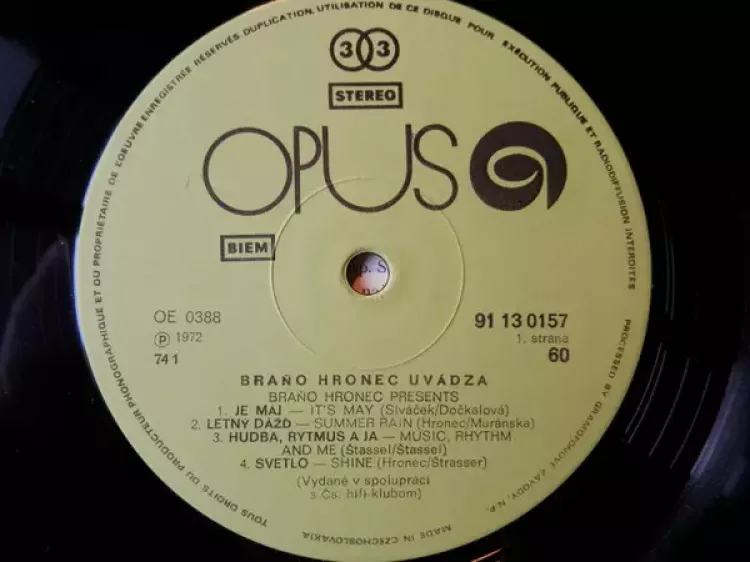 TOUS DROITS DU PRODUCTEUR PHONOGRAPHIQUE ET DU PROPRIÉTAIRE DE L'OEUVRE ENREGISTRÉE RÉSERVÉS DUPLICATION, UTILISATION DE CE DISQUE POUR EXÉCUTION PUBLIQUE ET RADIODIFFUSION INTERDITES
PROCESSED BY GRAMOFONOVÉ ZÁVODY, N.P.
33
STEREO
OPUS
BIEM
OE 0388
℗ 1972
74 1
91 13 0157
1. strana
60
BRAŇO HRONEC UVÁDZA
BRAŇO HRONEC PRESENTS
1. JE MÁJ — IT'S MAY (Siváček/Dočkalová)
2. LETNÝ DÁŽĎ — SUMMER RAIN (Hronec/Muránska)
3. HUDBA, RYTMUS A JA — MUSIC, RHYTHM
AND ME (Štassel/Štassel)
4. SVETLO — SHINE (Hronec/Štrasser)
(Vydané v spolupráci
s Čs. hifi-klubom)
MADE IN CZECHOSLOVAKIA